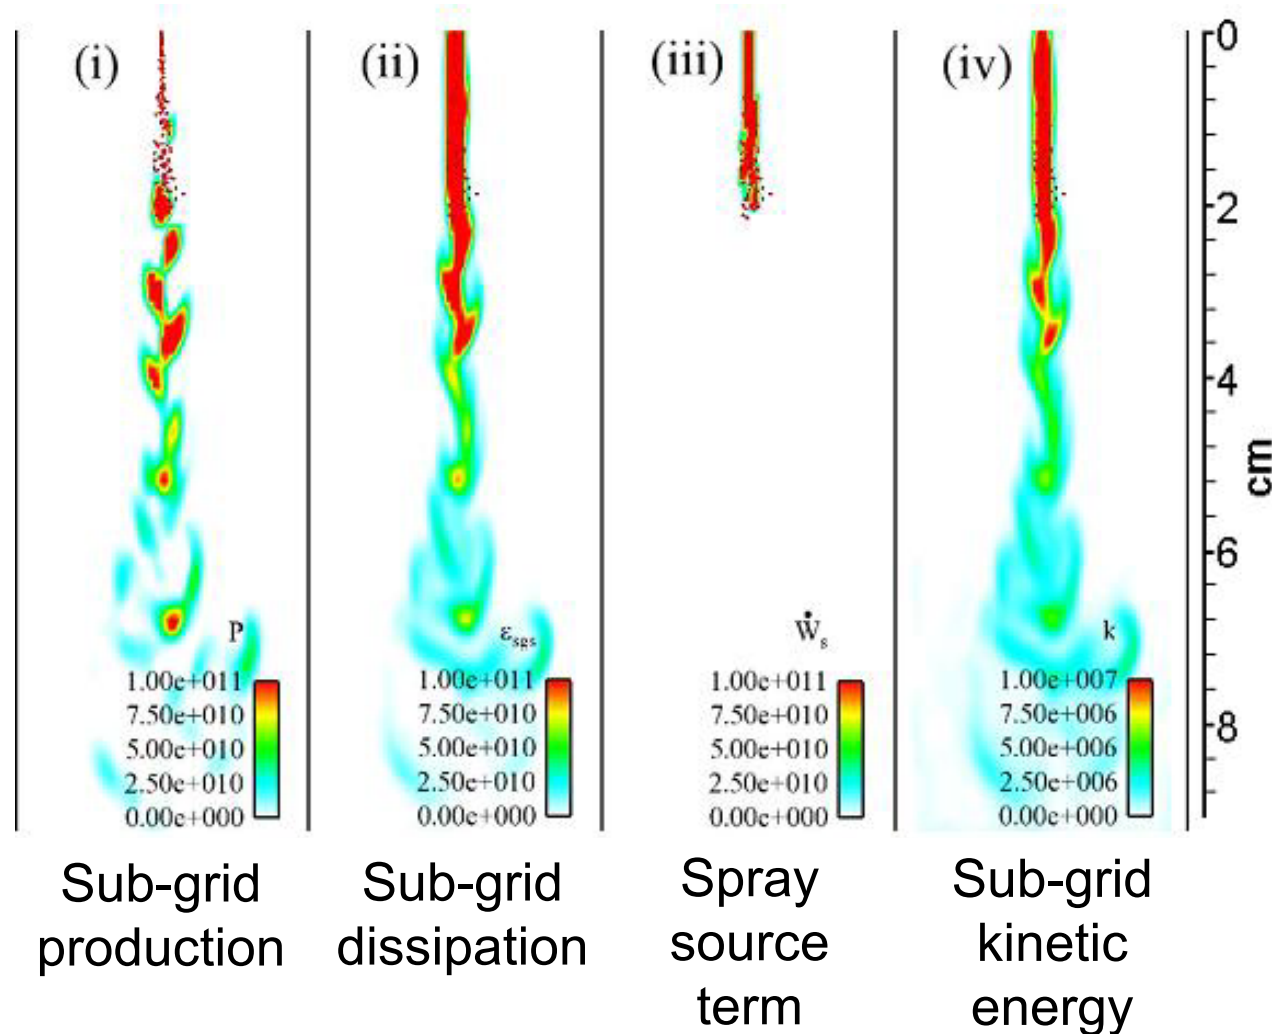 (i)
P
1.00e+011
7.50e+010
5.00e+010
2.50e+010
0.00e+000
Sub-grid
production
(ii)
εsgs
1.00e+011
7.50e+010
5.00e+010
2.50e+010
0.00e+000
Sub-grid
dissipation
(iii)
Ẇs
1.00e+011
7.50e+010
5.00e+010
2.50e+010
0.00e+000
Spray
source
term
(iv)
k
1.00e+007
7.50e+006
5.00e+006
2.50e+006
0.00e+000
Sub-grid
kinetic
energy
0
2
4
cm
6
8